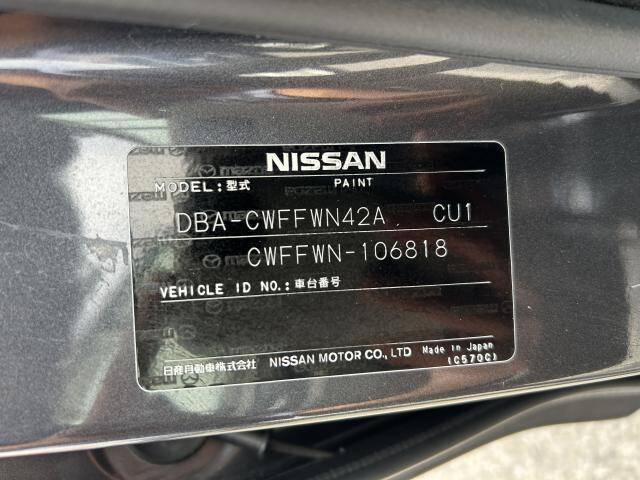 NISSAN
MODEL:型式 PAINT
DBA-CWFFWN42A CU1
CWFFWN-106818
VEHICLE ID NO.:車台番号
日産自動車株式会社 NISSAN MOTOR CO., LTD Made in Japan
(C570C)